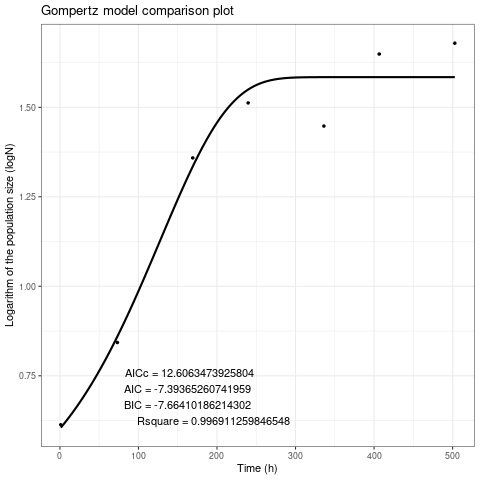 Gompertz model comparison plot
Logarithm of the population size (logN)
1.50
1.25
1.00
0.75
AICc = 12.6063473925804
AIC = -7.39365260741959
BIC = -7.66410186214302
Rsquare = 0.996911259846548
0 100 200 300 400 500
Time (h)